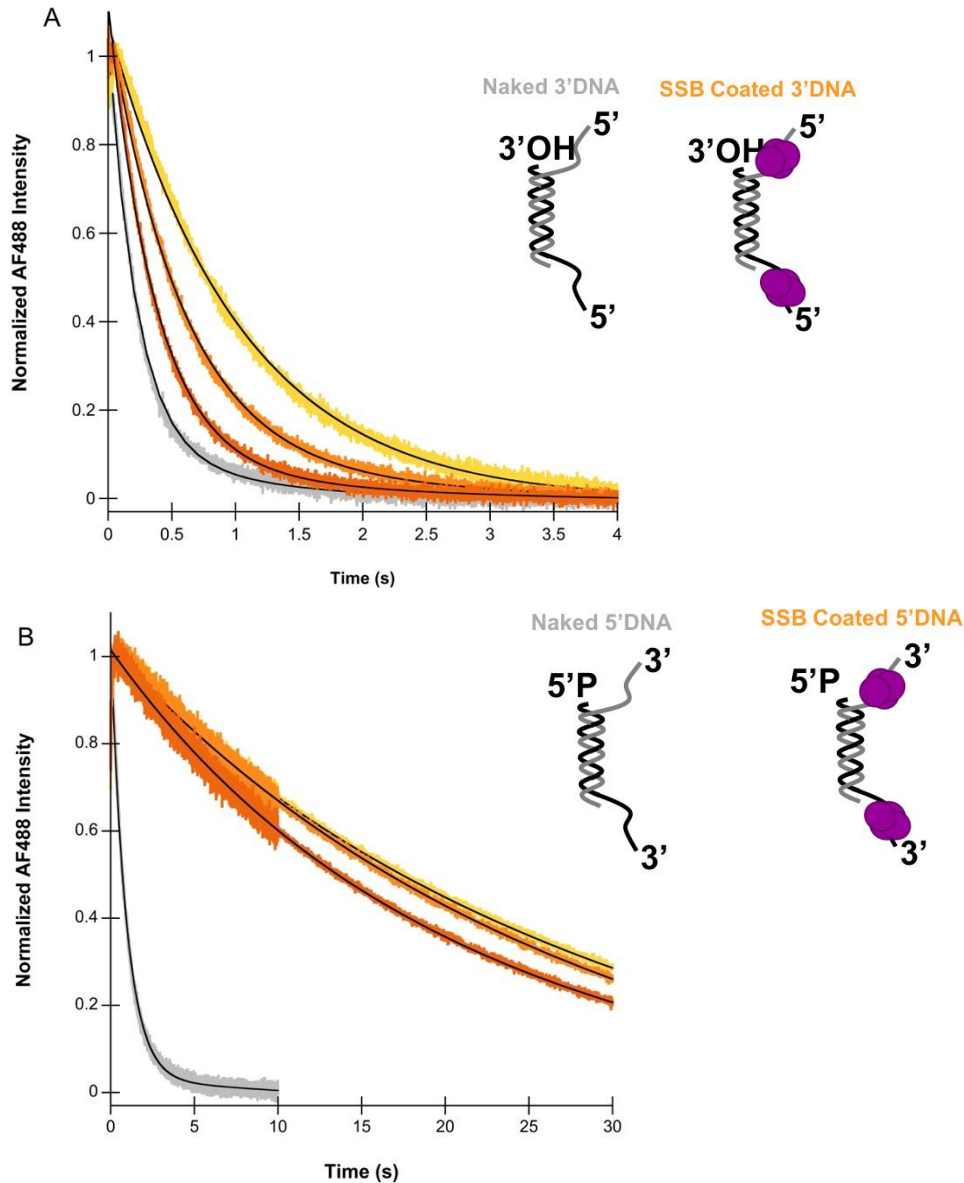 A
Normalized AF488 Intensity
1
0.8
0.6
0.4
0.2
0
0 0.5 1 1.5 2 2.5 3 3.5 4
Time (s)
Naked 3’DNA
SSB Coated 3’DNA
3’OH
5’
5’
3’OH
5’
5’
B
Normalized AF488 Intensity
1
0.8
0.6
0.4
0.2
0
0 5 10 15 20 25 30
Time (s)
Naked 5’DNA
SSB Coated 5’DNA
5’P
3’
3’
5’P
3’
3’